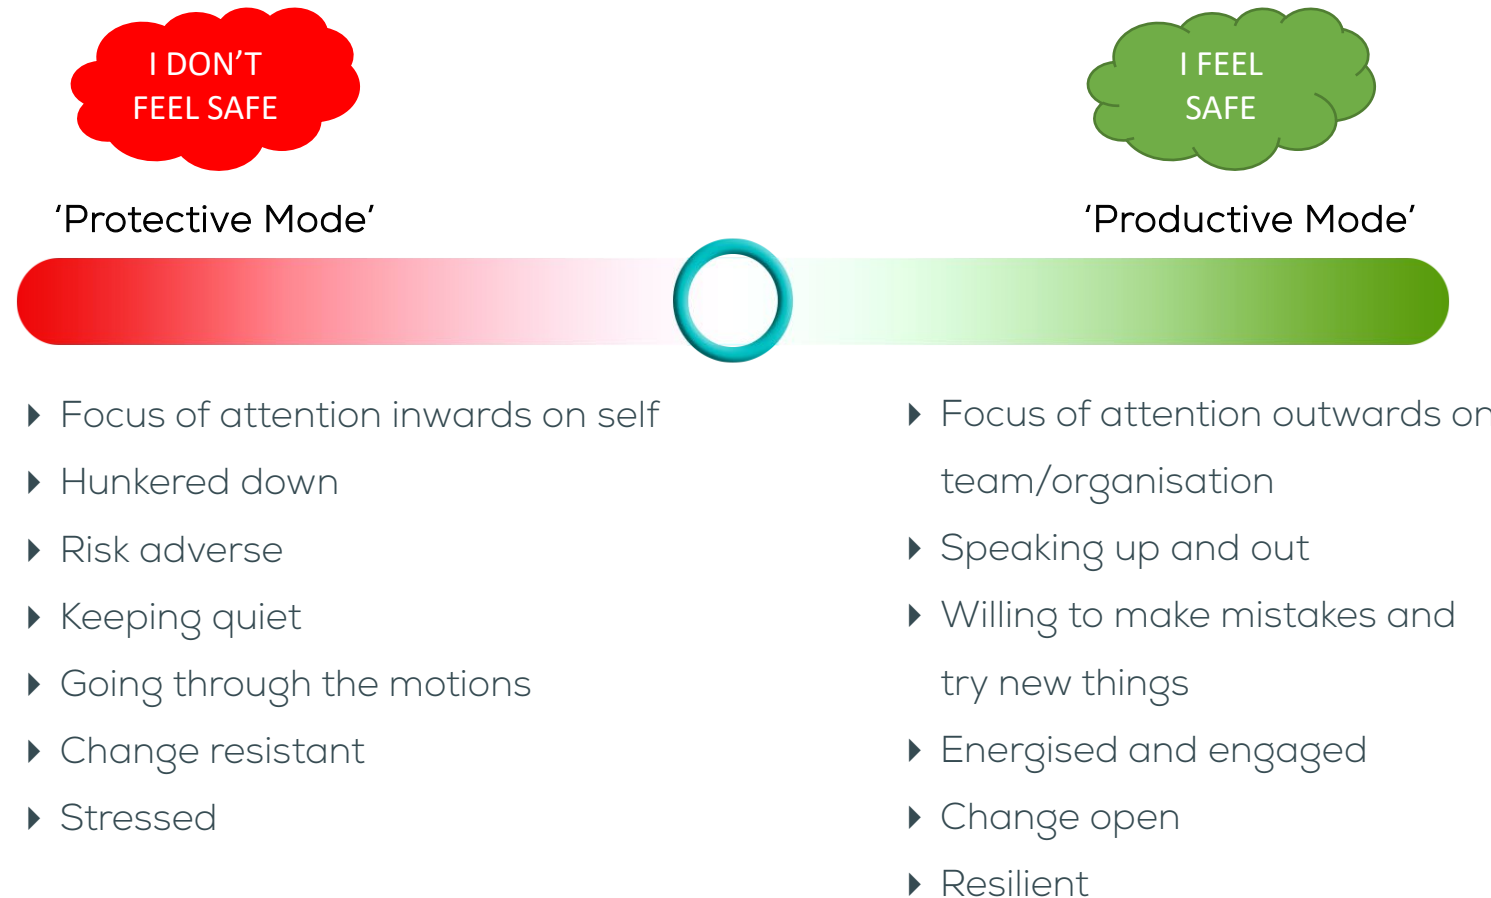 I DON’T
FEEL SAFE
I FEEL
SAFE
‘Protective Mode’
‘Productive Mode’
Focus of attention inwards on self
Hunkered down
Risk adverse
Keeping quiet
Going through the motions
Change resistant
Stressed
Focus of attention outwards on
team/organisation
Speaking up and out
Willing to make mistakes and
try new things
Energised and engaged
Change open
Resilient